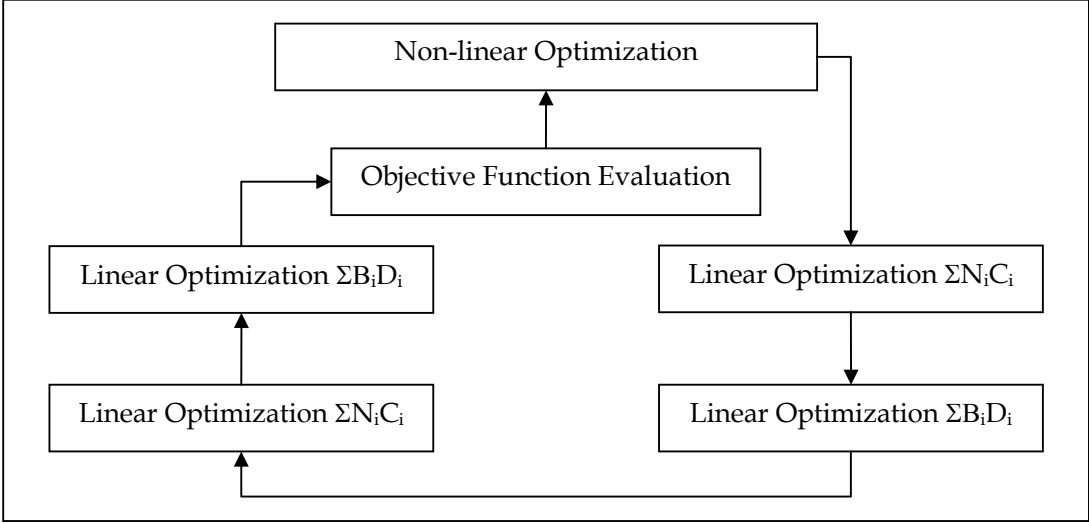 Non-linear Optimization
Objective Function Evaluation
Linear Optimization ΣBᵢDᵢ
Linear Optimization ΣNᵢCᵢ
Linear Optimization ΣNᵢCᵢ
Linear Optimization ΣBᵢDᵢ